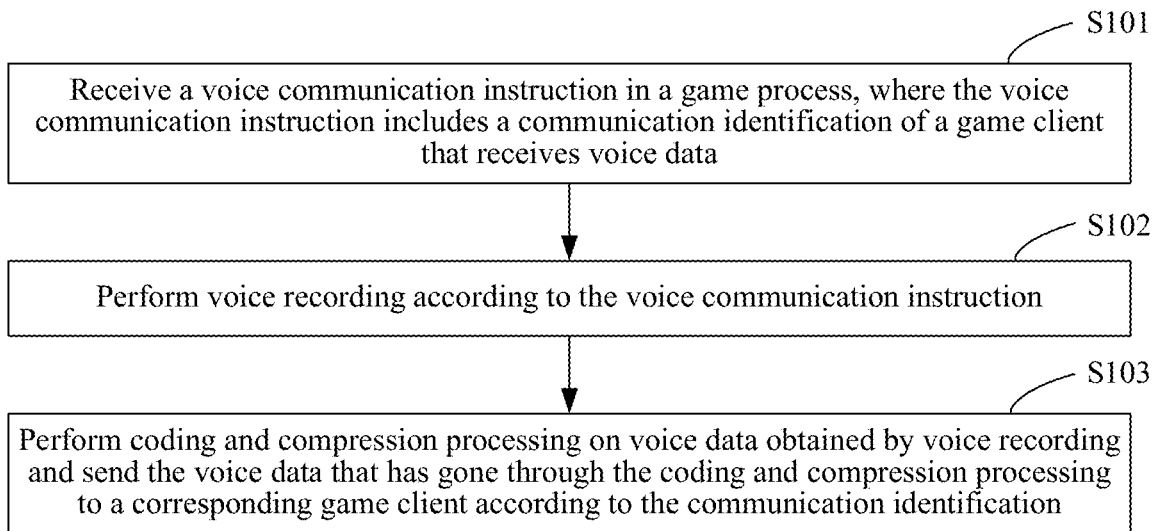 S101
Receive a voice communication instruction in a game process, where the voice
communication instruction includes a communication identification of a game client
that receives voice data
S102
Perform voice recording according to the voice communication instruction
S103
Perform coding and compression processing on voice data obtained by voice recording
and send the voice data that has gone through the coding and compression processing
to a corresponding game client according to the communication identification